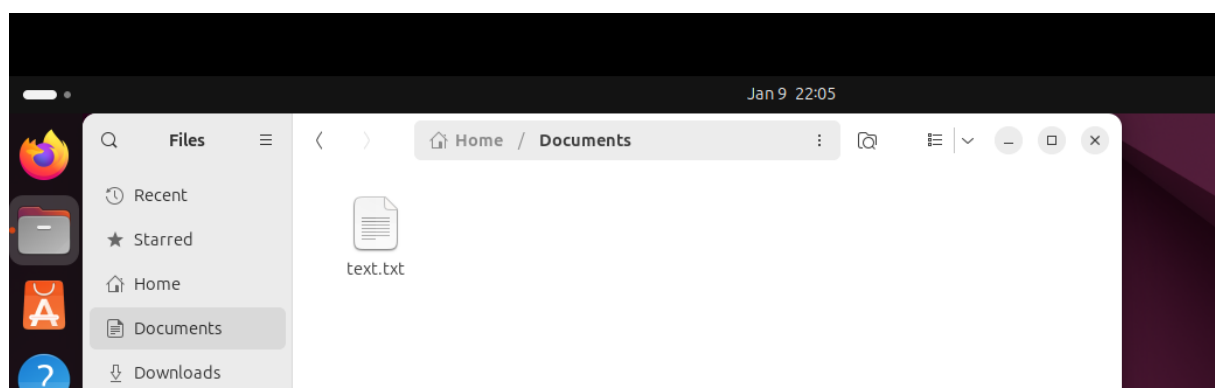 Jan 9 22:05
Files
Home / Documents
Recent
Starred
Home
Documents
Downloads
text.txt